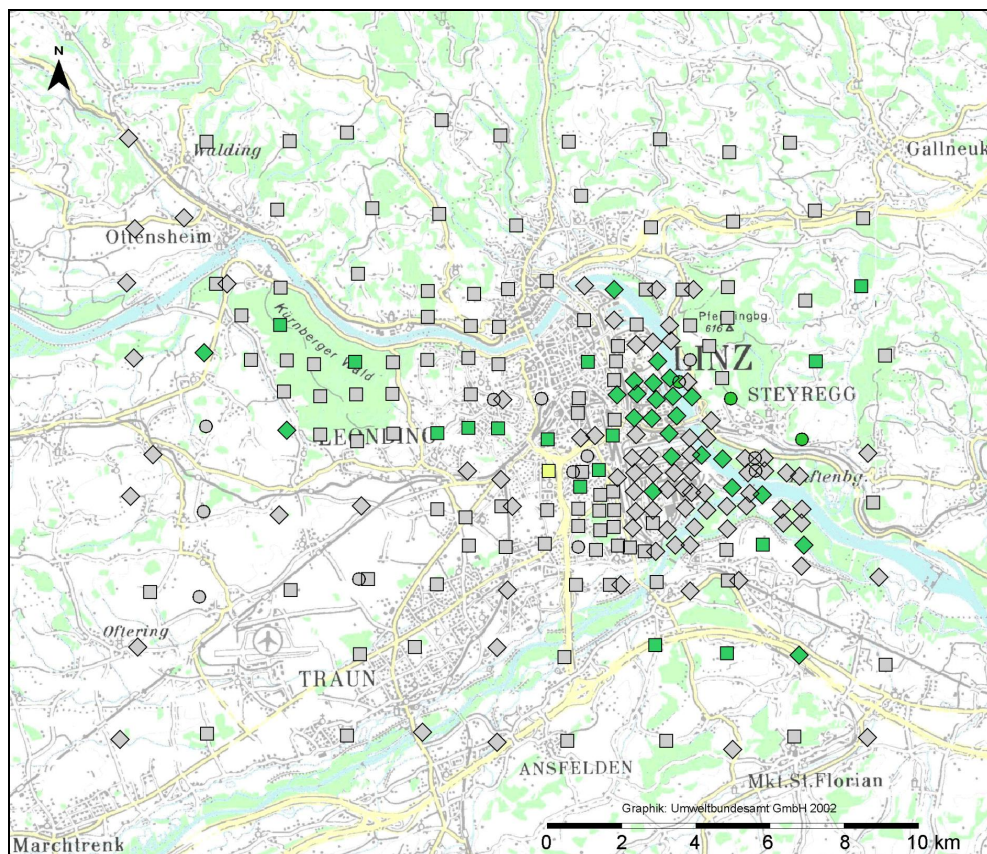 N
Walding
Gallneuk
Ottensheim
Pfenningbg
616
Kürnberger Wald
LINZ
STEYREGG
LEONDING
Luftenbg.
Oftering
TRAUN
ANSFELDEN
Mkt.St.Florian
Graphik: Umweltbundesamt GmbH 2002
Marchtrenk
0 2 4 6 8 10 km